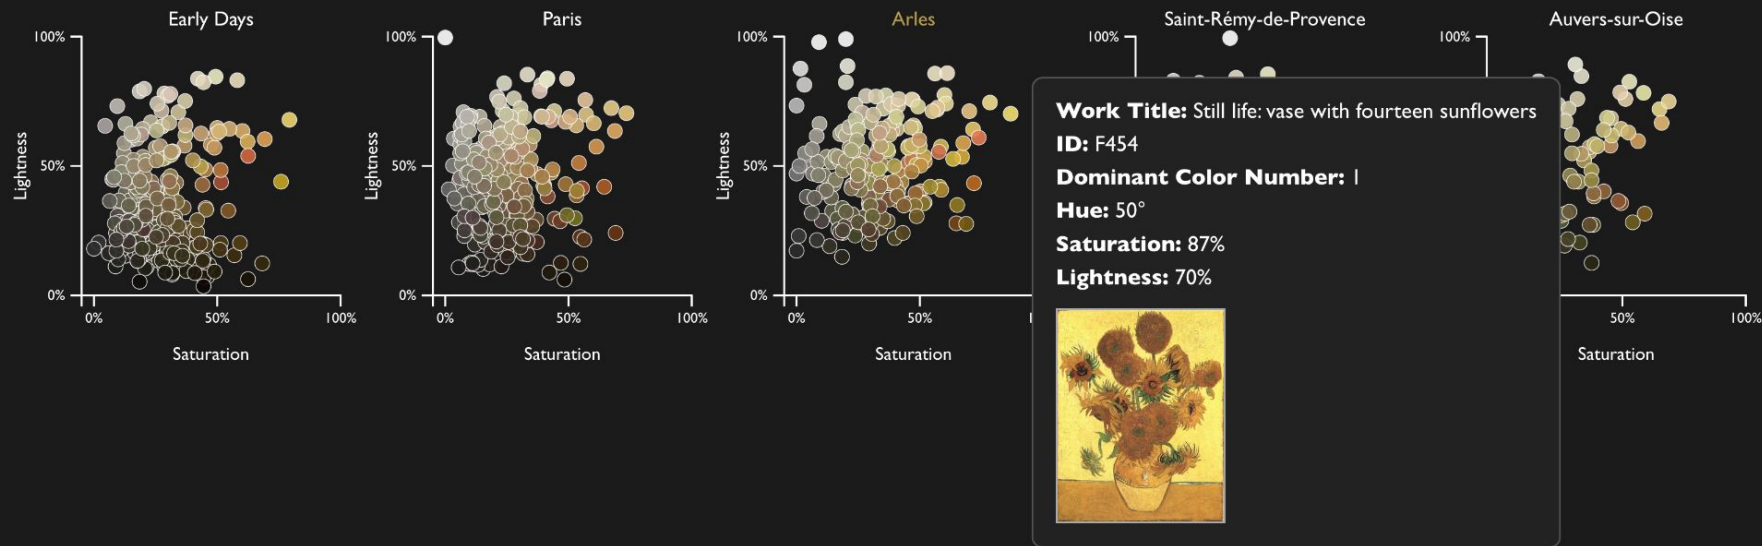 Early Days
Paris
Arles
Saint-Rémy-de-Provence
Auvers-sur-Oise
100%
50%
0%
Lightness
0%
50%
100%
Saturation
100%
50%
0%
Lightness
0%
50%
100%
Saturation
100%
50%
0%
Lightness
0%
50%
Saturation
100%
100%
50%
100%
Saturation
Work Title: Still life: vase with fourteen sunflowers
ID: F454
Dominant Color Number: 1
Hue: 50°
Saturation: 87%
Lightness: 70%